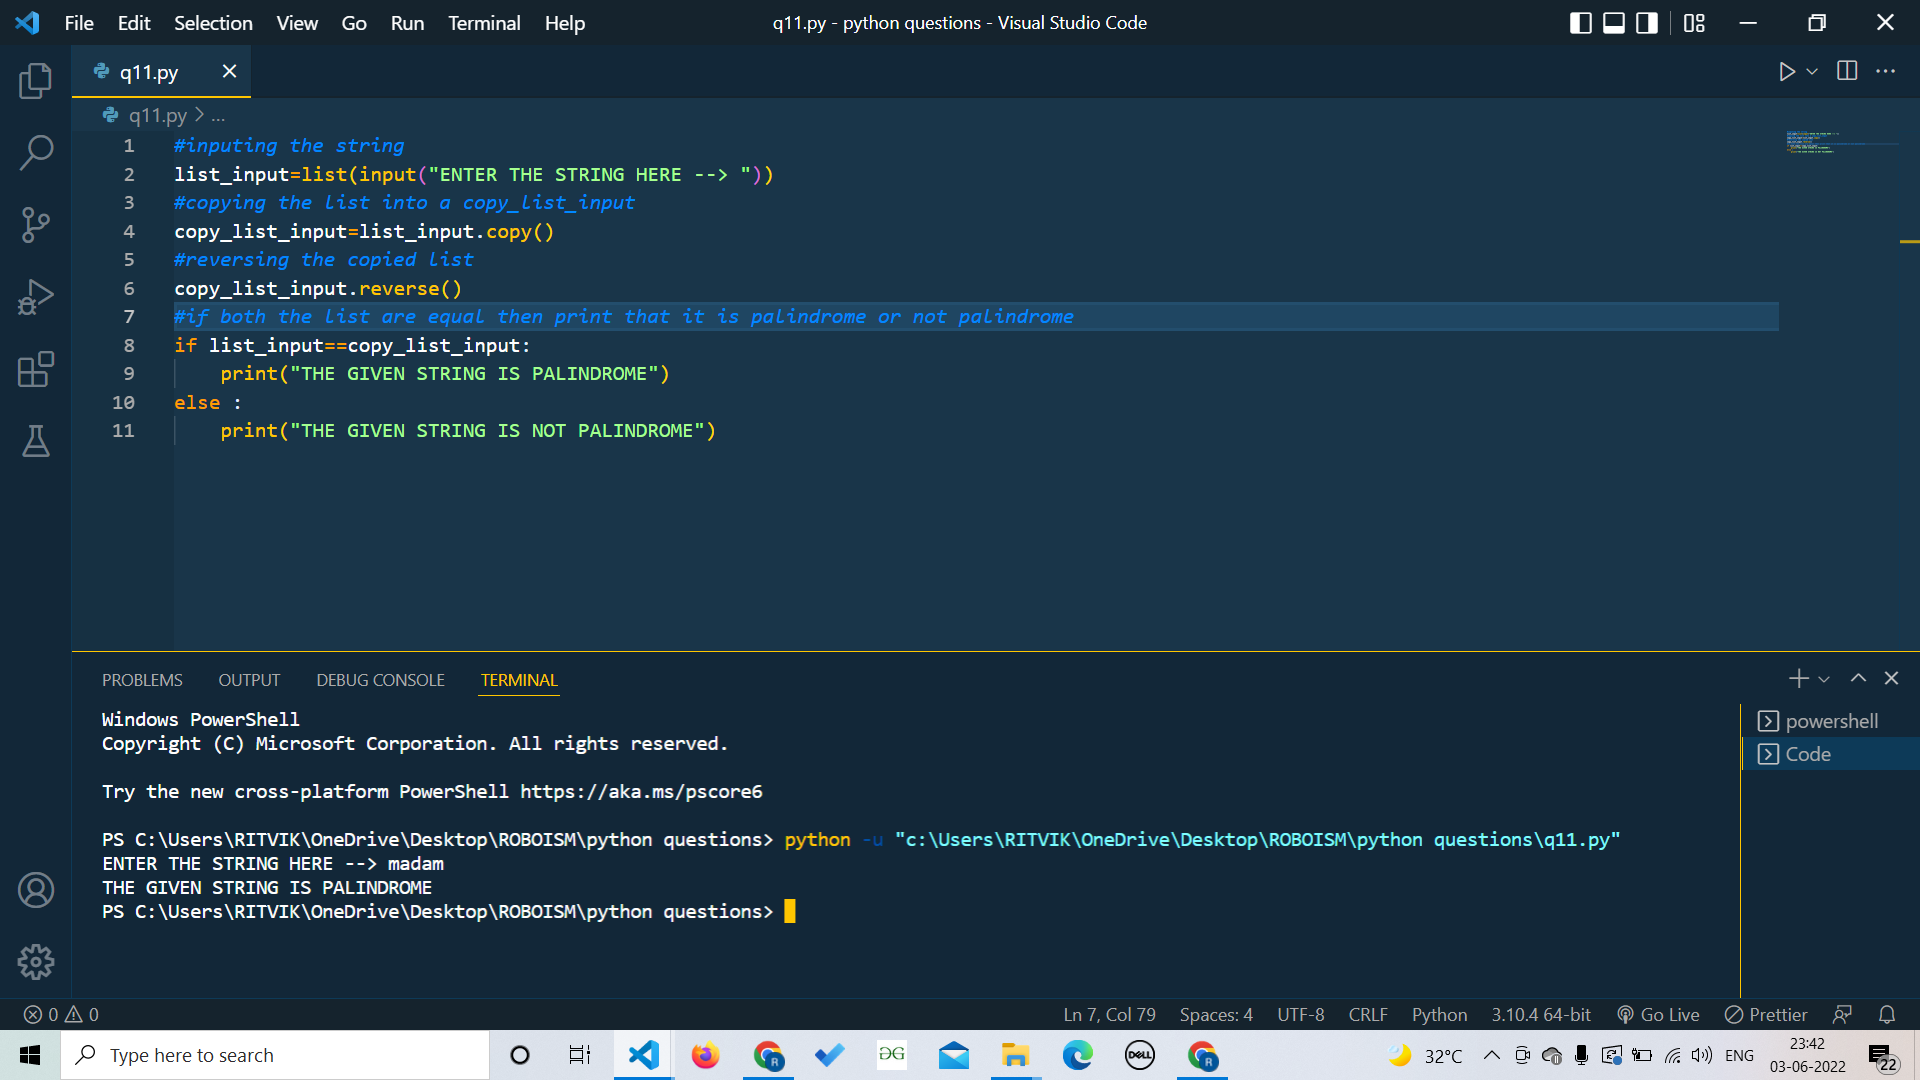 File Edit Selection View Go Run Terminal Help q11.py - python questions - Visual Studio Code
q11.py
q11.py > ...
1 #inputing the string
2 list_input=list(input("ENTER THE STRING HERE --> "))
3 #copying the list into a copy_list_input
4 copy_list_input=list_input.copy()
5 #reversing the copied list
6 copy_list_input.reverse()
7 #if both the list are equal then print that it is palindrome or not palindrome
8 if list_input==copy_list_input:
9     print("THE GIVEN STRING IS PALINDROME")
10 else :
11     print("THE GIVEN STRING IS NOT PALINDROME")
PROBLEMS OUTPUT DEBUG CONSOLE TERMINAL
Windows PowerShell
Copyright (C) Microsoft Corporation. All rights reserved.
Try the new cross-platform PowerShell https://aka.ms/pscore6
PS C:\Users\RITVIK\OneDrive\Desktop\ROBOISM\python questions> python -u "c:\Users\RITVIK\OneDrive\Desktop\ROBOISM\python questions\q11.py"
ENTER THE STRING HERE --> madam
THE GIVEN STRING IS PALINDROME
PS C:\Users\RITVIK\OneDrive\Desktop\ROBOISM\python questions>
powershell
Code
0 0 Ln 7, Col 79 Spaces: 4 UTF-8 CRLF Python 3.10.4 64-bit Go Live Prettier
Type here to search
R
DELL
R
32°C
ENG
23:42
03-06-2022
22